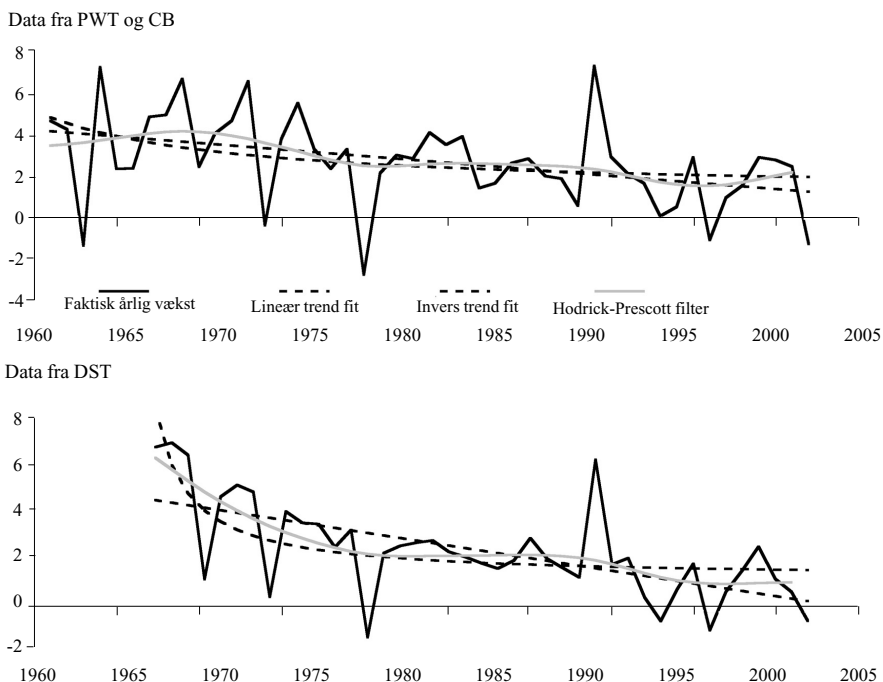 Data fra PWT og CB
8
6
4
2
0
-2
-4
Faktisk årlig vækst Lineær trend fit Invers trend fit Hodrick-Prescott filter
1960 1965 1970 1975 1980 1985 1990 1995 2000 2005
Data fra DST
8
6
4
2
0
-2
1960 1965 1970 1975 1980 1985 1990 1995 2000 2005